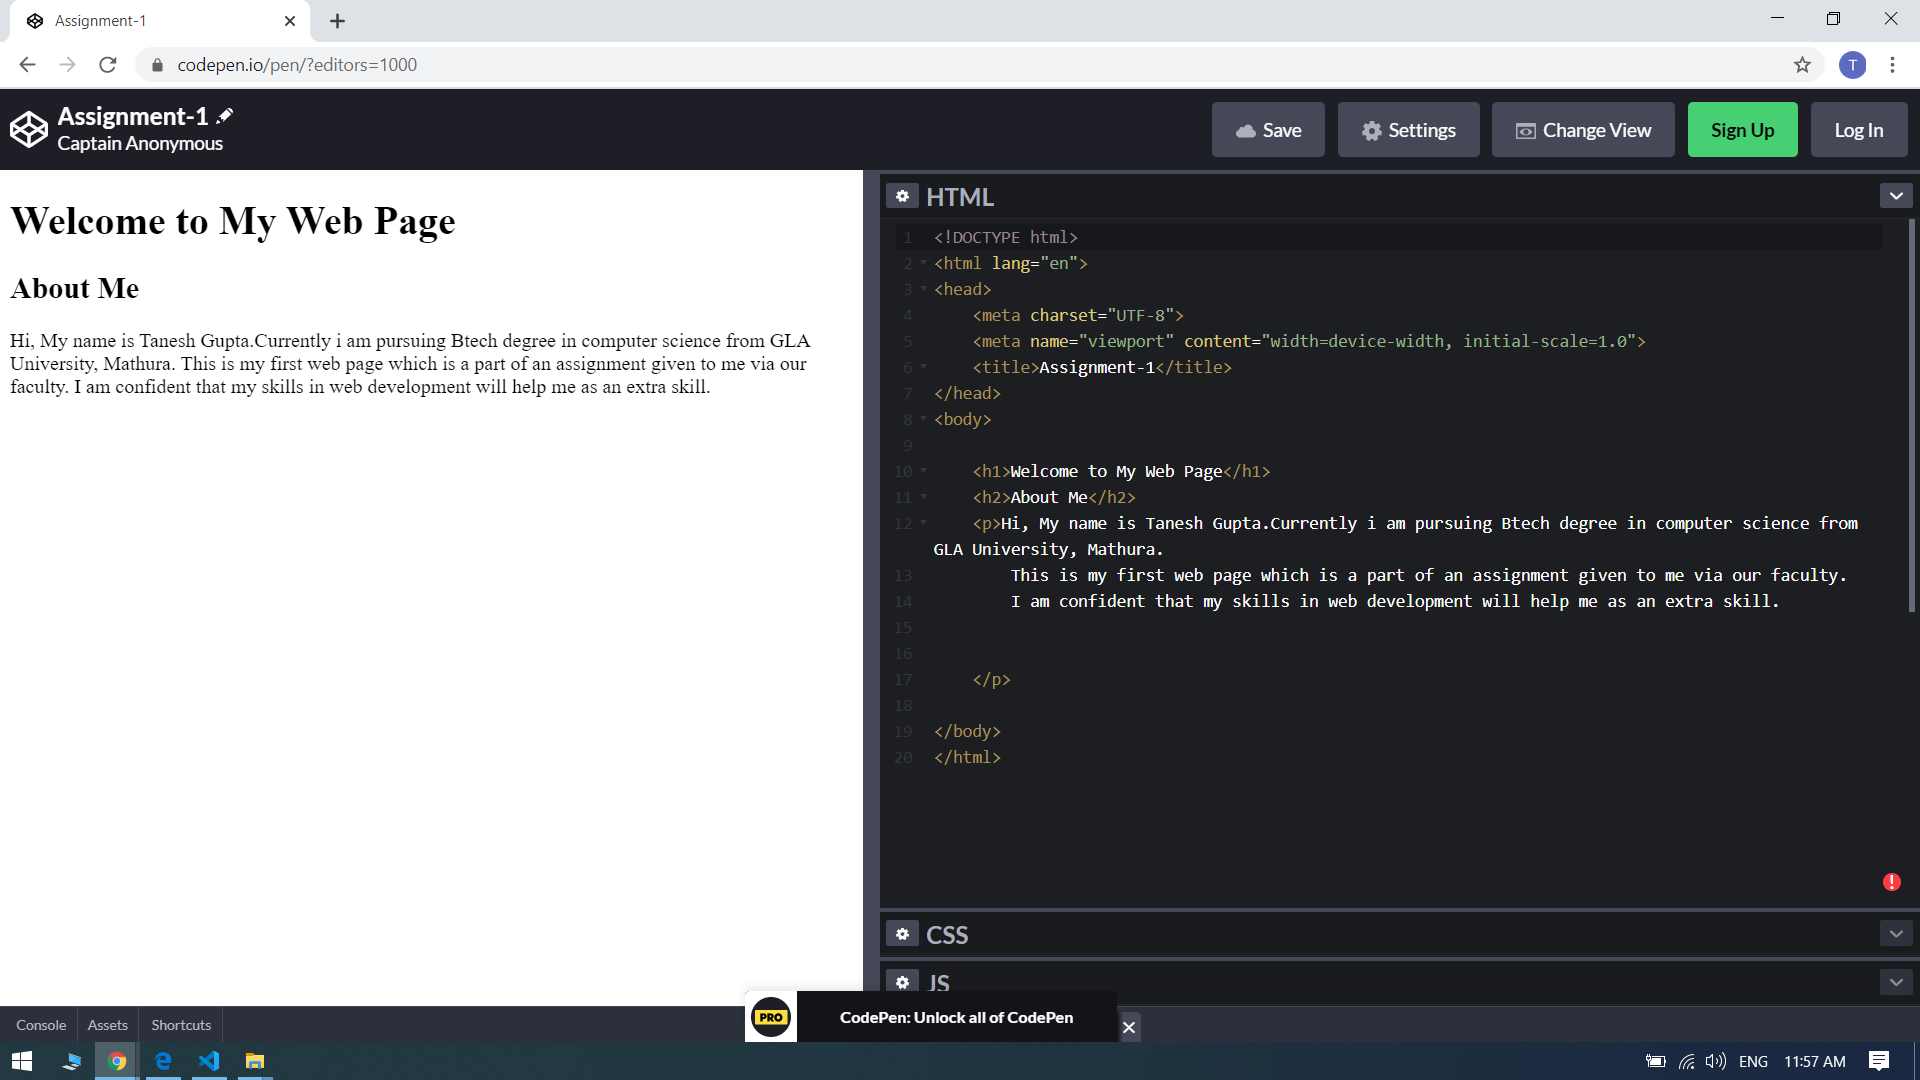 Assignment-1
codepen.io/pen/?editors=1000
T
Assignment-1
Captain Anonymous
Save
Settings
Change View
Sign Up
Log In
Welcome to My Web Page
About Me
Hi, My name is Tanesh Gupta.Currently i am pursuing Btech degree in computer science from GLA
University, Mathura. This is my first web page which is a part of an assignment given to me via our
faculty. I am confident that my skills in web development will help me as an extra skill.
HTML
1 <!DOCTYPE html>
2 <html lang="en">
3 <head>
4 <meta charset="UTF-8">
5 <meta name="viewport" content="width=device-width, initial-scale=1.0">
6 <title>Assignment-1</title>
7 </head>
8 <body>
9
10 <h1>Welcome to My Web Page</h1>
11 <h2>About Me</h2>
12 <p>Hi, My name is Tanesh Gupta.Currently i am pursuing Btech degree in computer science from
GLA University, Mathura.
13 This is my first web page which is a part of an assignment given to me via our faculty.
14 I am confident that my skills in web development will help me as an extra skill.
15
16
17 </p>
18
19 </body>
20 </html>
CSS
JS
Console
Assets
Shortcuts
PRO
CodePen: Unlock all of CodePen
ENG
11:57 AM